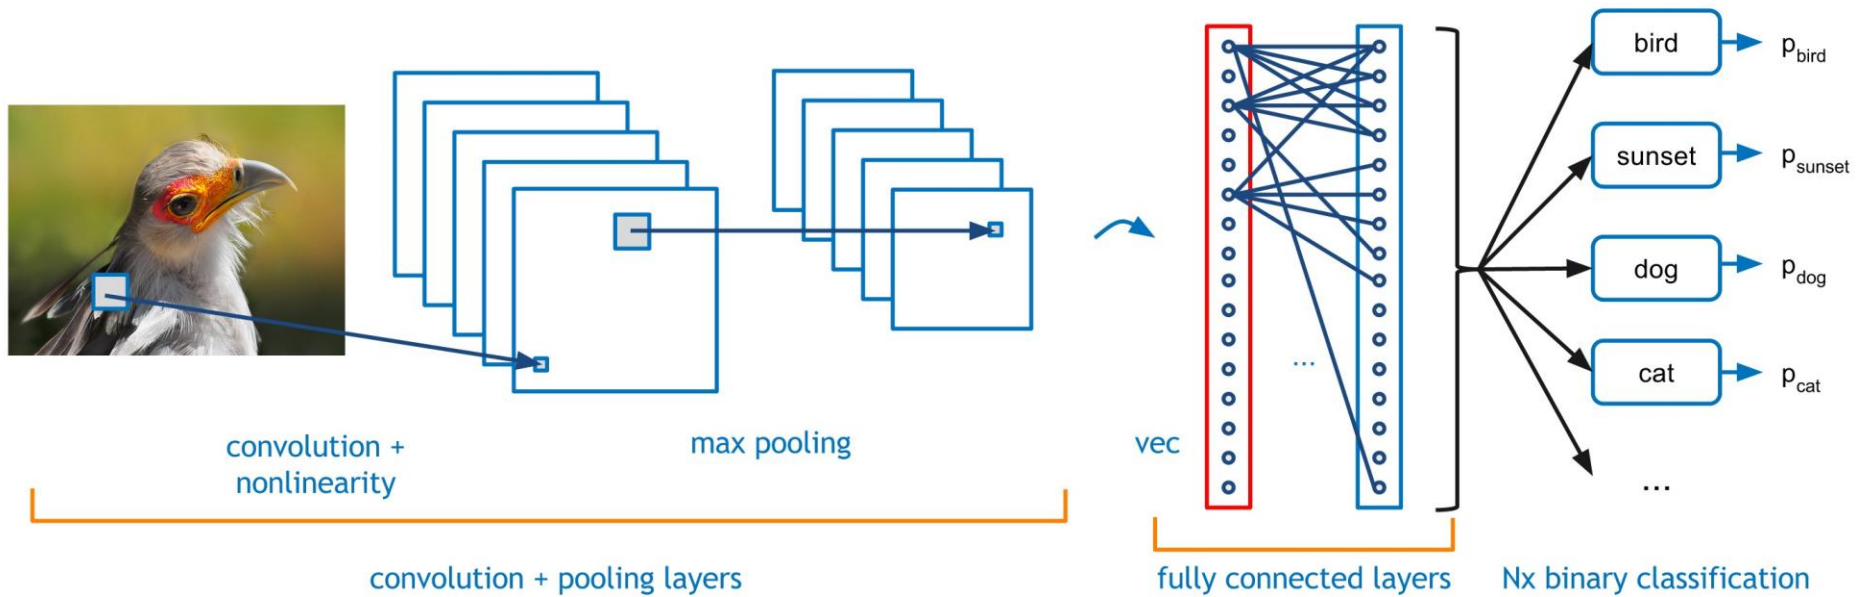 convolution +
nonlinearity
max pooling
vec
...
bird
p_bird
sunset
p_sunset
dog
p_dog
cat
p_cat
...
convolution + pooling layers
fully connected layers
Nx binary classification